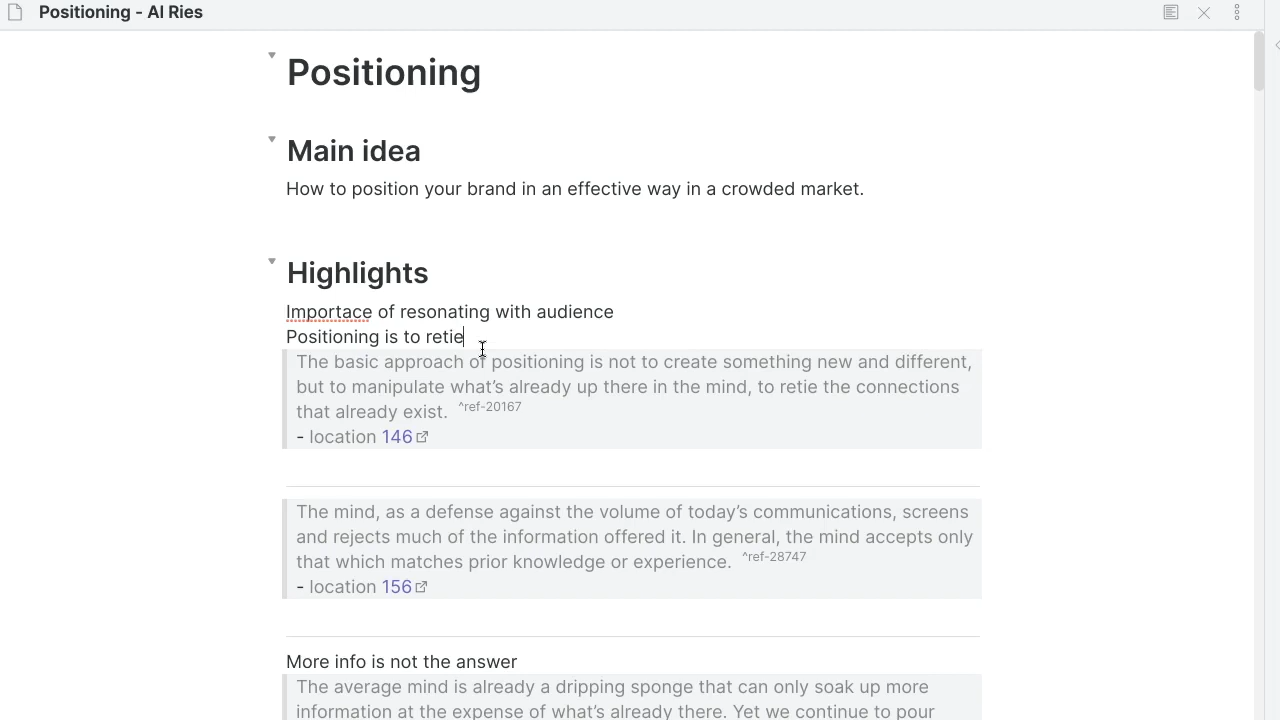 Positioning - Al Ries
Positioning
Main idea
How to position your brand in an effective way in a crowded market.
Highlights
Importace of resonating with audience
Positioning is to retie
The basic approach of positioning is not to create something new and different,
but to manipulate what’s already up there in the mind, to retie the connections
that already exist. ^ref-20167
- location 146
The mind, as a defense against the volume of today’s communications, screens
and rejects much of the information offered it. In general, the mind accepts only
that which matches prior knowledge or experience. ^ref-28747
- location 156
More info is not the answer
The average mind is already a dripping sponge that can only soak up more
information at the expense of what’s already there. Yet we continue to pour